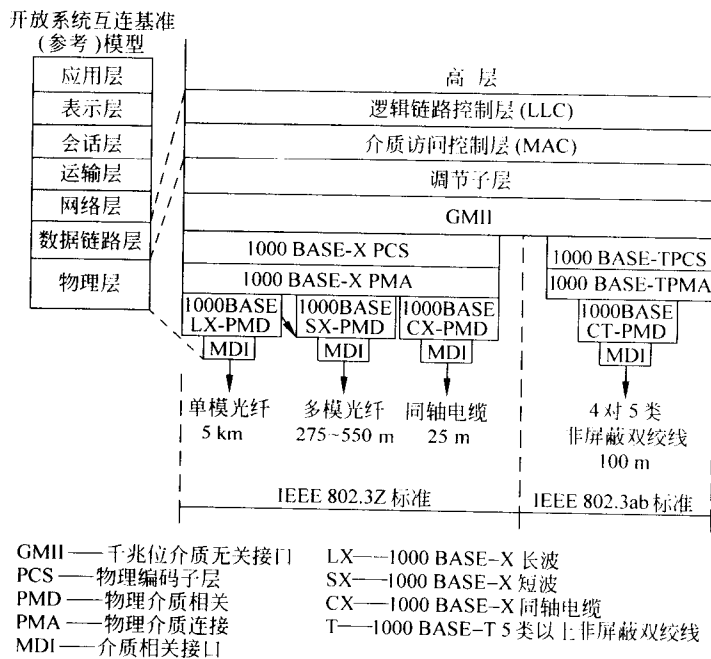 开放系统互连基准
(参考)模型
应用层
表示层
会话层
运输层
网络层
数据链路层
物理层
高层
逻辑链路控制层(LLC)
介质访问控制层(MAC)
调节子层
GMII
1000 BASE-X PCS
1000 BASE-X PMA
1000BASE
LX-PMD
MDI
1000BASE
SX-PMD
MDI
1000BASE
CX-PMD
MDI
1000 BASE-TPCS
1000 BASE-TPMA
1000BASE
CT-PMD
MDI
单模光纤
5 km
多模光纤
275~550 m
同轴电缆
25 m
4对5类
非屏蔽双绞线
100 m
IEEE 802.3Z 标准
IEEE 802.3ab 标准
GMII——千兆位介质无关接口
PCS——物理编码子层
PMD——物理介质相关
PMA——物理介质连接
MDI——介质相关接口
LX——1000 BASE-X 长波
SX——1000 BASE-X 短波
CX——1000 BASE-X 同轴电缆
T——1000 BASE-T 5类以上非屏蔽双绞线